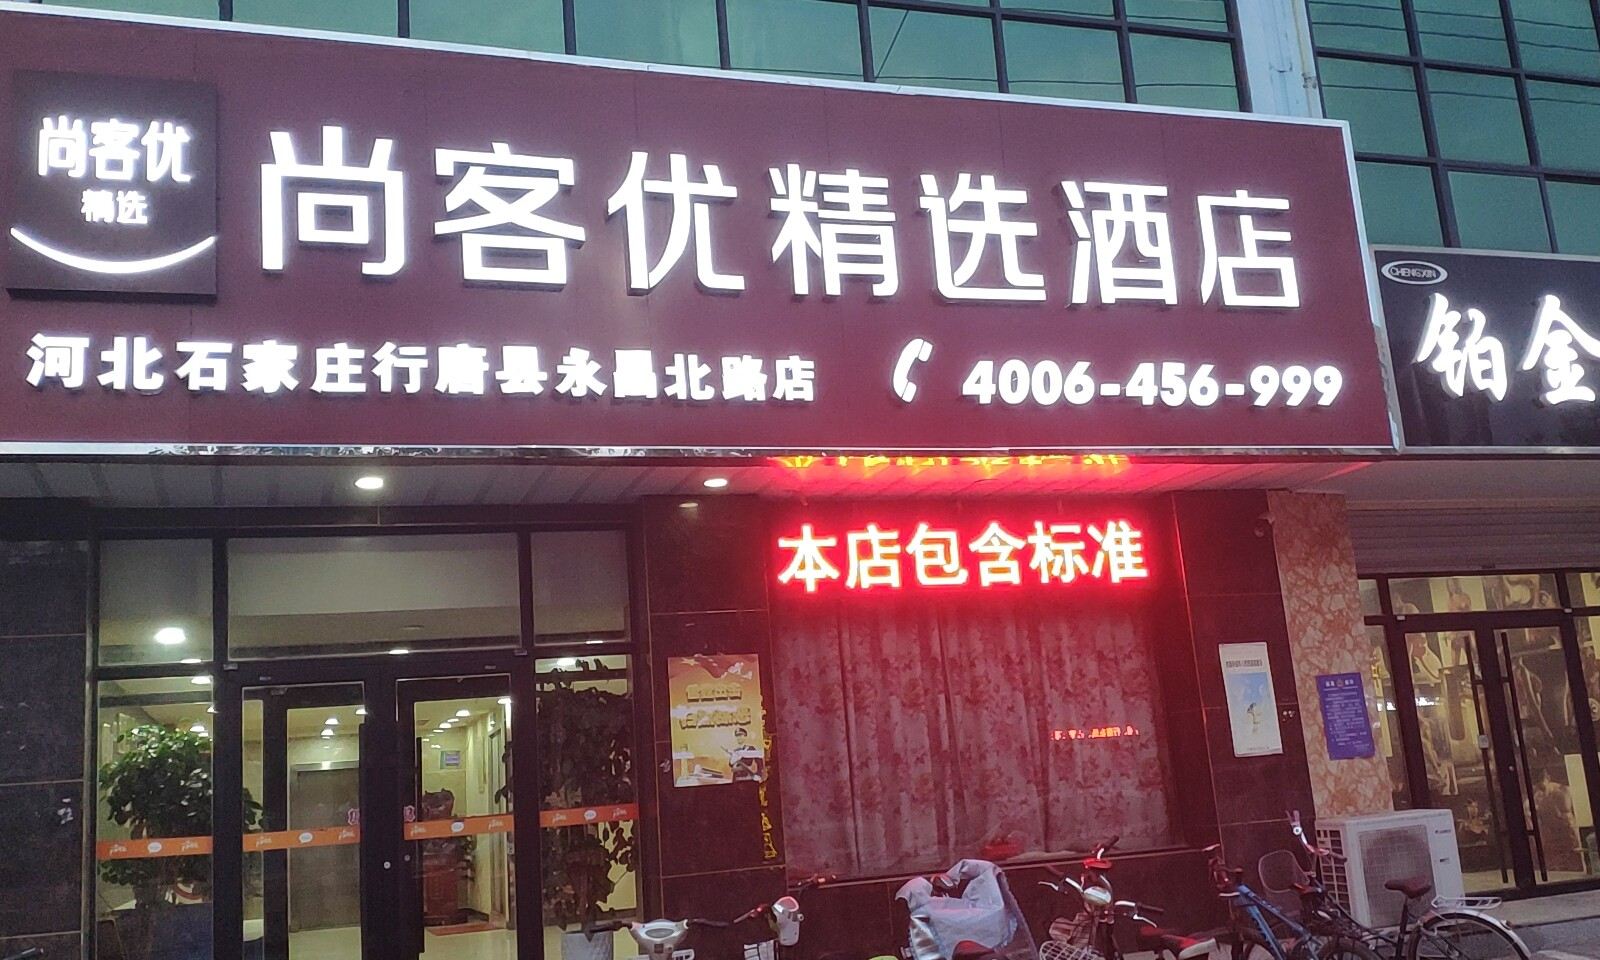 尚客优
精选
尚客优精选酒店
河北石家庄行唐县永昌北路店
4006-456-999
CHENGXIN
铂金
本店包含标准